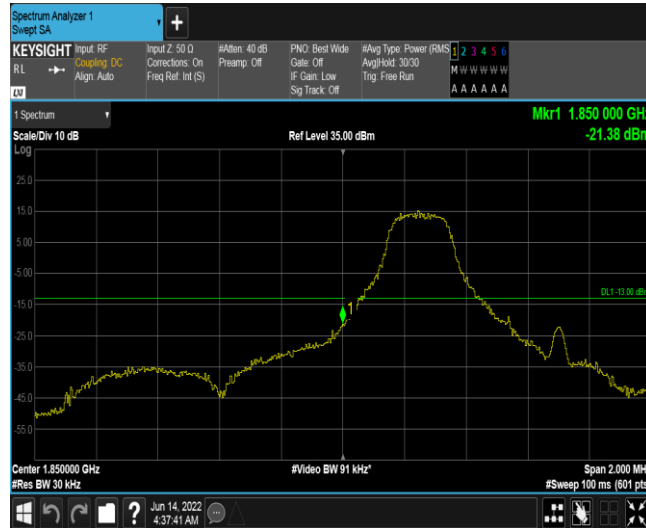 Spectrum Analyzer 1
Swept SA
KEYSIGHT Input: RF Input Z: 50 Ω #Atten: 40 dB PNO: Best Wide #Avg Type: Power (RMS 1 2 3 4 5 6
RL Coupling: DC Corrections: On Preamp: Off Gate: Off Avg|Hold: 30/30 M W W W W W
Align: Auto Freq Ref: Int (S) IF Gain: Low Trig: Free Run
LXI Sig Track: Off A A A A A A
1 Spectrum Mkr1 1.850 000 GHz
Scale/Div 10 dB Ref Level 35.00 dBm -21.38 dBm
Log
25.0
15.0
5.00
-5.00
DL1 -13.00 dBm
-15.0
1
-25.0
-35.0
-45.0
-55.0
Center 1.850000 GHz #Video BW 91 kHz* Span 2.000 MH
#Res BW 30 kHz #Sweep 100 ms (601 pts
? Jun 14, 2022
4:37:41 AM